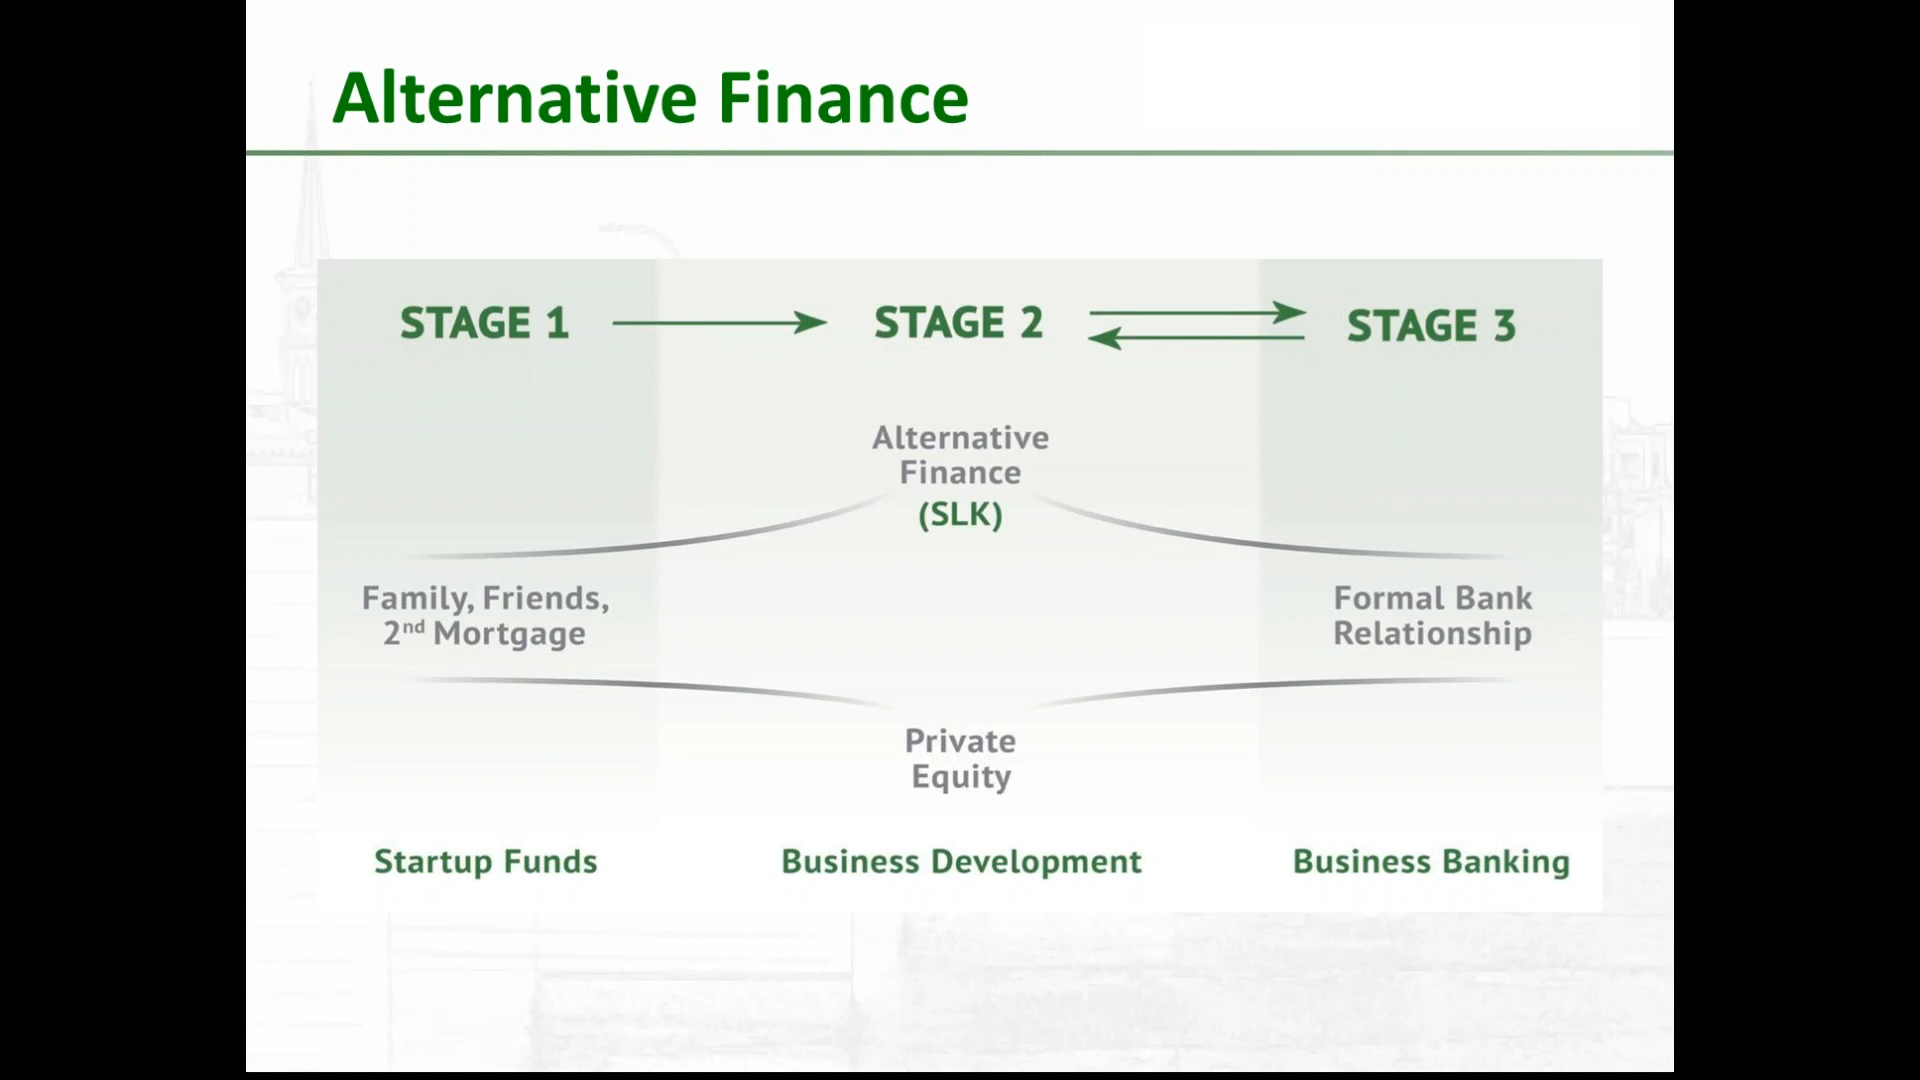 Alternative Finance
STAGE 1
STAGE 2
STAGE 3
Alternative
Finance
(SLK)
Family, Friends,
2nd Mortgage
Formal Bank
Relationship
Private
Equity
Startup Funds
Business Development
Business Banking